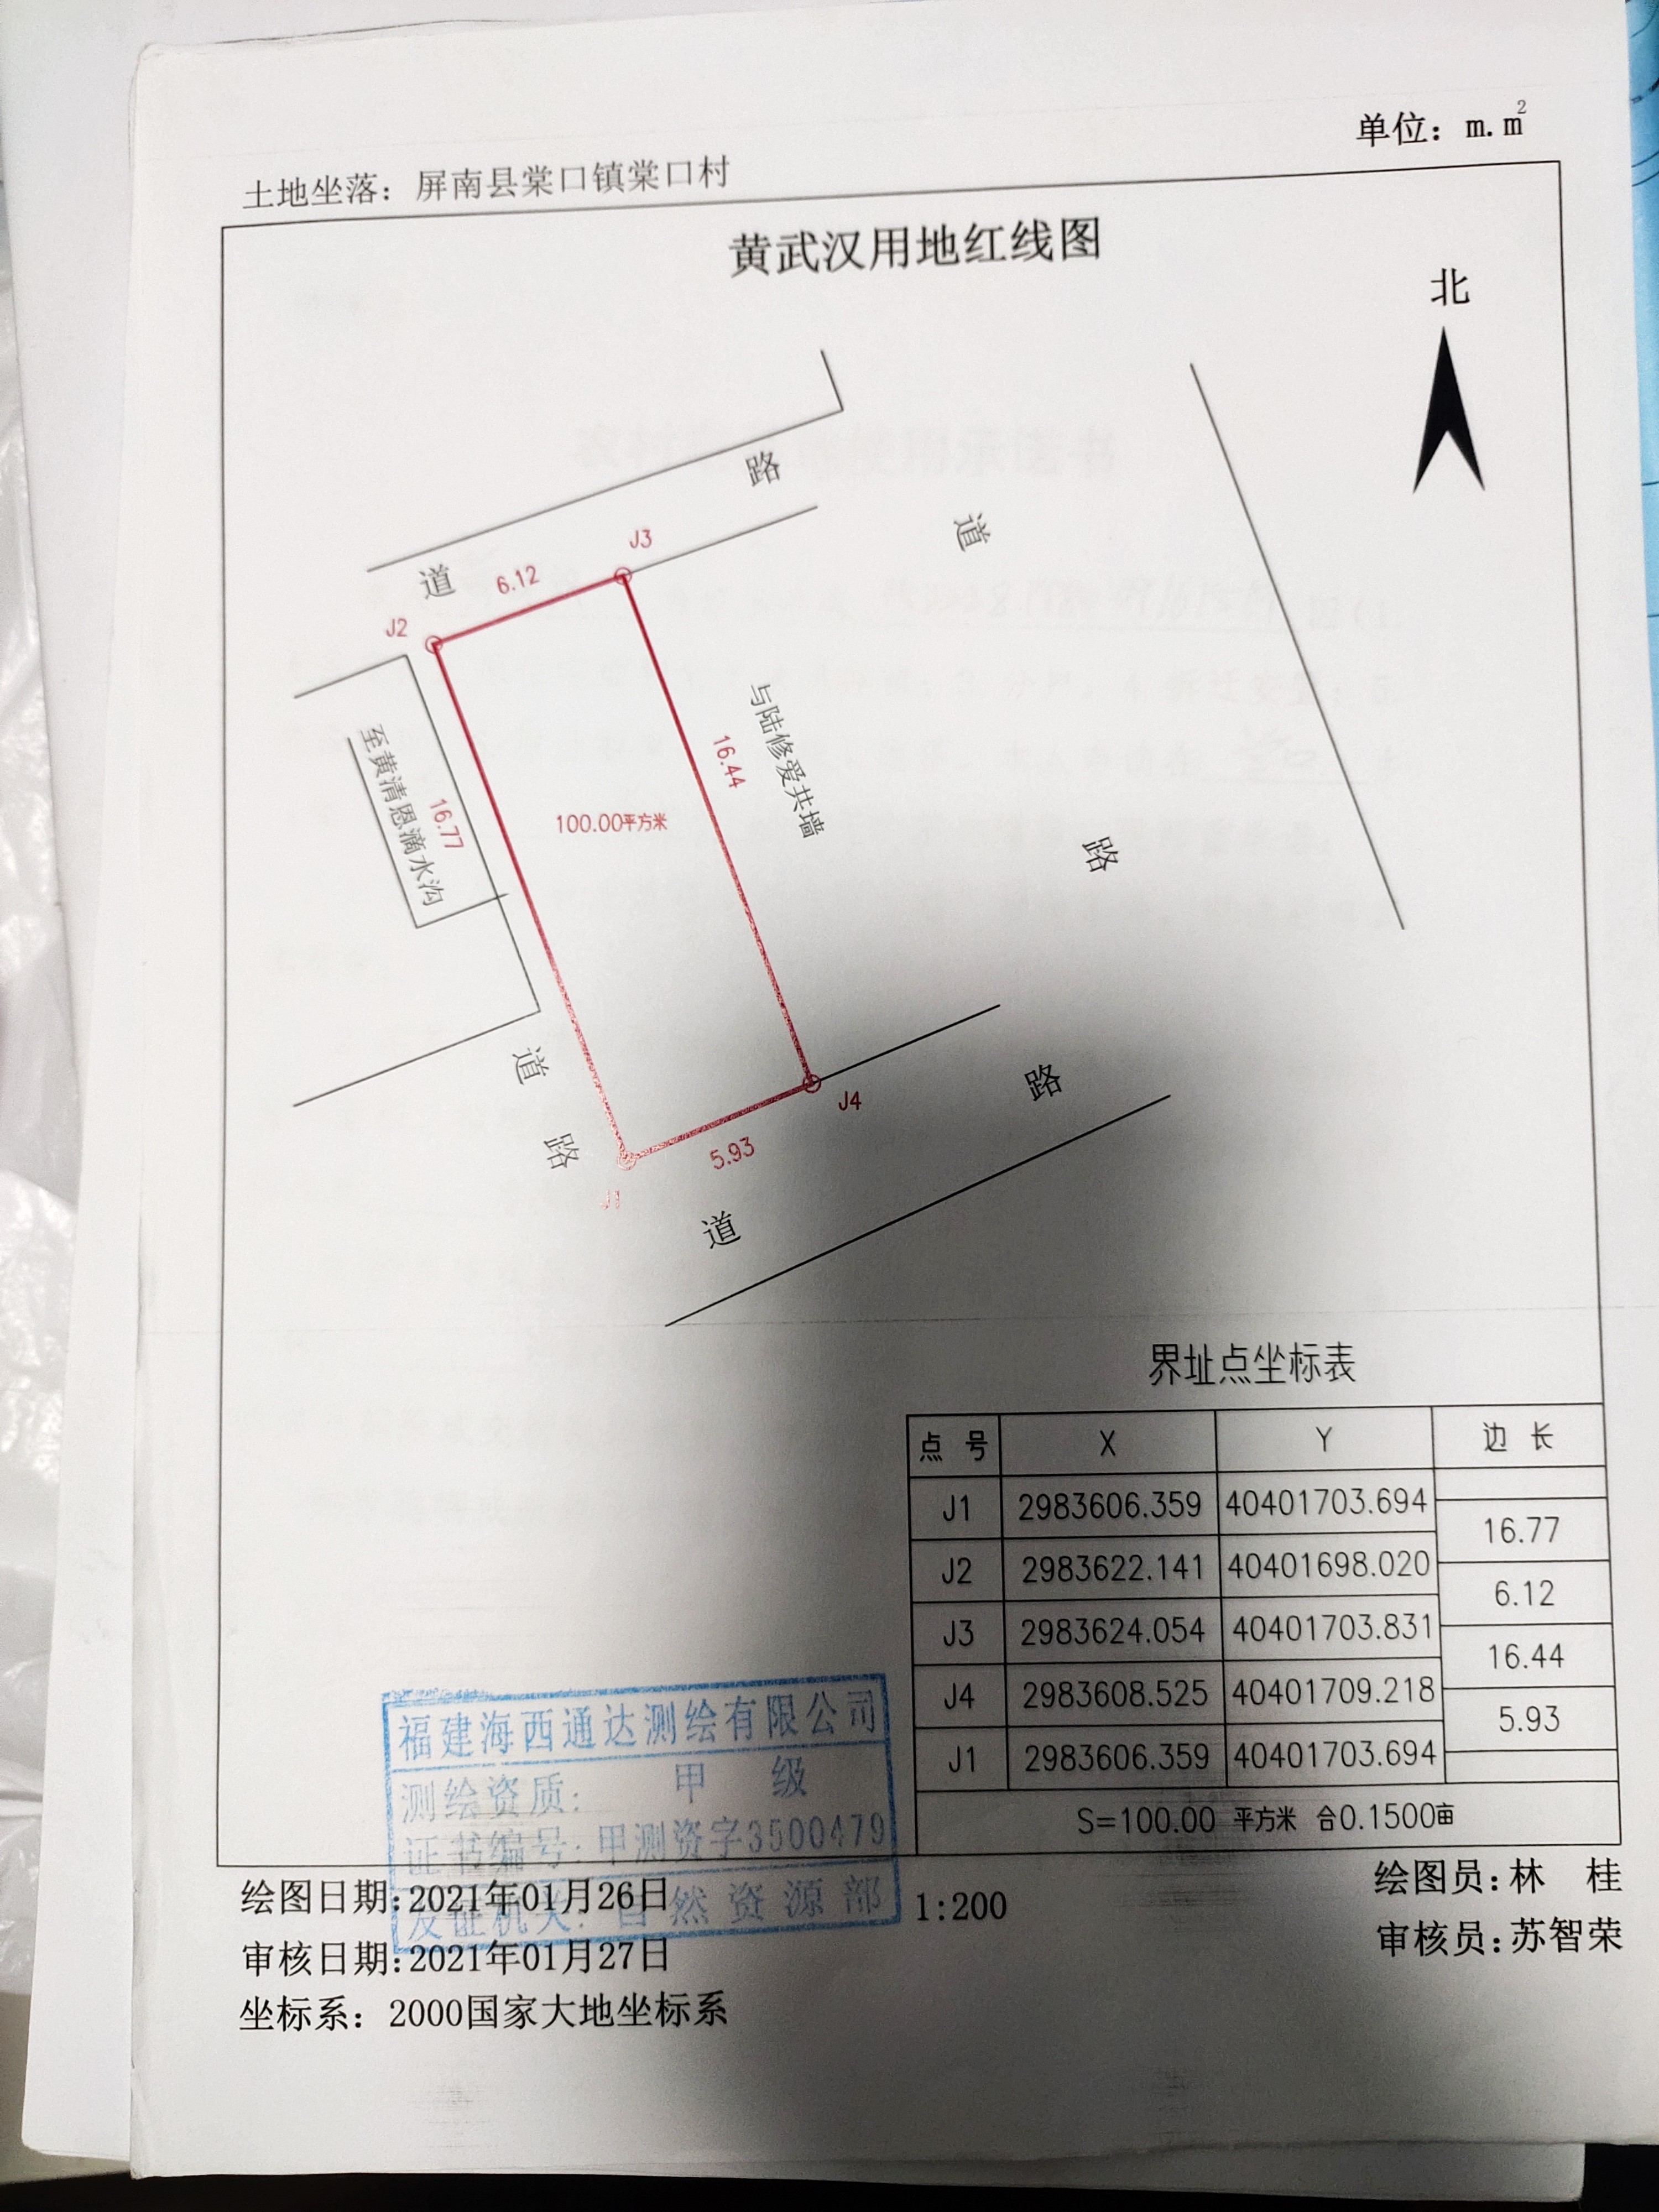 单位：m.m²
土地坐落：屏南县棠口镇棠口村
黄武汉用地红线图
北
路
道
J3
6.12
道
J2
与陆修爱共墙
16.44
至黄清恩滴水沟
16.77
100.00平方米
路
道
路
J4
路
5.93
J1
道
界址点坐标表
点 号 X Y 边 长
J1 2983606.359 40401703.694
16.77
J2 2983622.141 40401698.020
6.12
J3 2983624.054 40401703.831
16.44
J4 2983608.525 40401709.218
5.93
J1 2983606.359 40401703.694
S=100.00 平方米 合0.1500亩
福建海西通达测绘有限公司
测绘资质： 甲 级
证书编号：甲测资字3500479
发证机关：自然资源部
绘图日期:2021年01月26日
1:200
绘图员:林 桂
审核日期:2021年01月27日
审核员:苏智荣
坐标系：2000国家大地坐标系